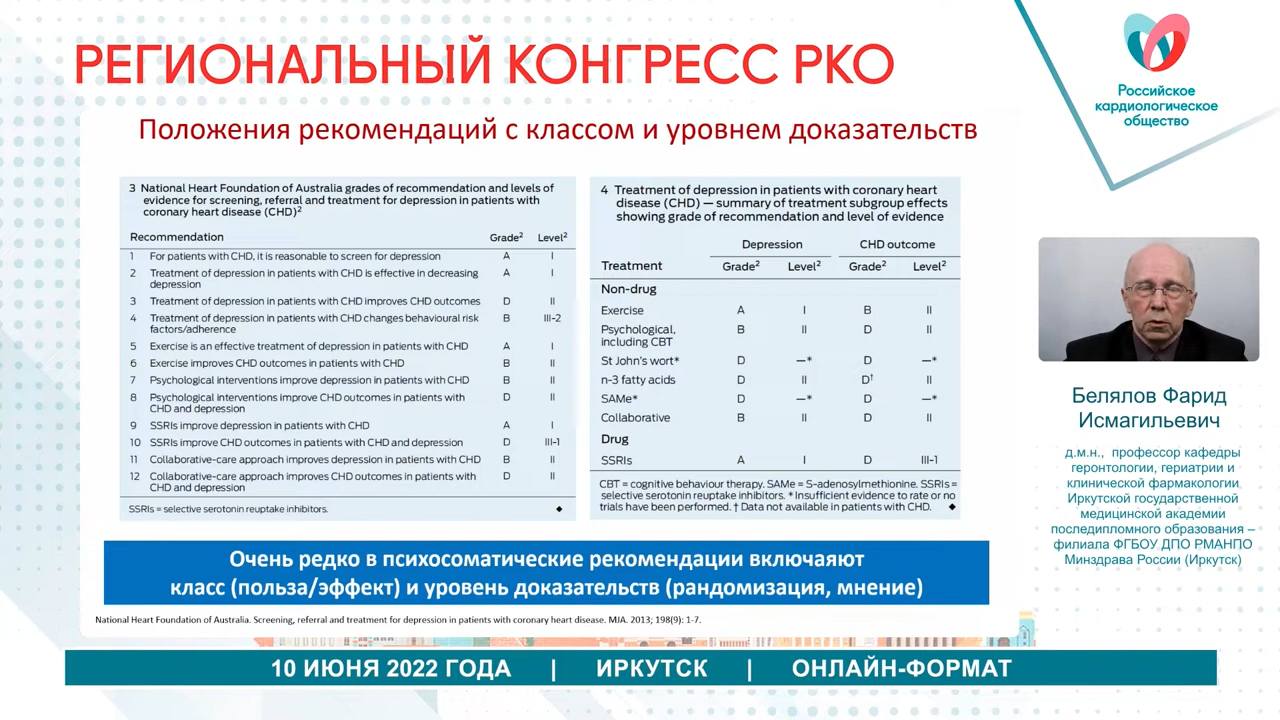 РЕГИОНАЛЬНЫЙ КОНГРЕСС РКО
Российское
кардиологическое
общество
Положения рекомендаций с классом и уровнем доказательств
3 National Heart Foundation of Australia grades of recommendation and levels of
evidence for screening, referral and treatment for depression in patients with
coronary heart disease (CHD)2
Recommendation Grade2 Level2
1 For patients with CHD, it is reasonable to screen for depression A I
2 Treatment of depression in patients with CHD is effective in decreasing A I
depression
3 Treatment of depression in patients with CHD improves CHD outcomes D II
4 Treatment of depression in patients with CHD changes behavioural risk B III-2
factors/adherence
5 Exercise is an effective treatment of depression in patients with CHD A I
6 Exercise improves CHD outcomes in patients with CHD B II
7 Psychological interventions improve depression in patients with CHD B II
8 Psychological interventions improve CHD outcomes in patients with D II
CHD and depression
9 SSRIs improve depression in patients with CHD A I
10 SSRIs improve CHD outcomes in patients with CHD and depression D III-1
11 Collaborative-care approach improves depression in patients with CHD B II
12 Collaborative-care approach improves CHD outcomes in patients with D II
CHD and depression
SSRIs = selective serotonin reuptake inhibitors. ◆
4 Treatment of depression in patients with coronary heart
disease (CHD) — summary of treatment subgroup effects
showing grade of recommendation and level of evidence
Depression CHD outcome
Treatment Grade2 Level2 Grade2 Level2
Non-drug
Exercise A I B II
Psychological, B II D II
including CBT
St John's wort* D —* D —*
n-3 fatty acids D II D† II
SAMe* D —* D —*
Collaborative B II D II
Drug
SSRIs A I D III-1
CBT = cognitive behaviour therapy. SAMe = S-adenosylmethionine. SSRIs =
selective serotonin reuptake inhibitors. * Insufficient evidence to rate or no
trials have been performed. † Data not available in patients with CHD. ◆
Очень редко в психосоматические рекомендации включаяют
класс (польза/эффект) и уровень доказательств (рандомизация, мнение)
National Heart Foundation of Australia. Screening, referral and treatment for depression in patients with coronary heart disease. MJA. 2013; 198(9): 1-7.
Белялов Фарид
Исмагильевич
д.м.н., профессор кафедры
геронтологии, гериатрии и
клинической фармакологии
Иркутской государственной
медицинской академии
последипломного образования –
филиала ФГБОУ ДПО РМАНПО
Минздрава России (Иркутск)
10 ИЮНЯ 2022 ГОДА | ИРКУТСК | ОНЛАЙН-ФОРМАТ